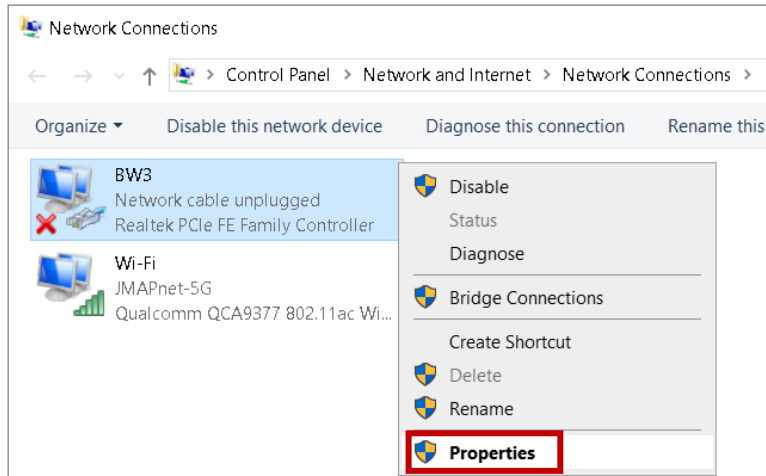 Network Connections
Control Panel > Network and Internet > Network Connections >
Organize Disable this network device Diagnose this connection Rename this
BW3
Network cable unplugged
Realtek PCIe FE Family Controller
Wi-Fi
JMAPnet-5G
Qualcomm QCA9377 802.11ac Wi...
Disable
Status
Diagnose
Bridge Connections
Create Shortcut
Delete
Rename
Properties